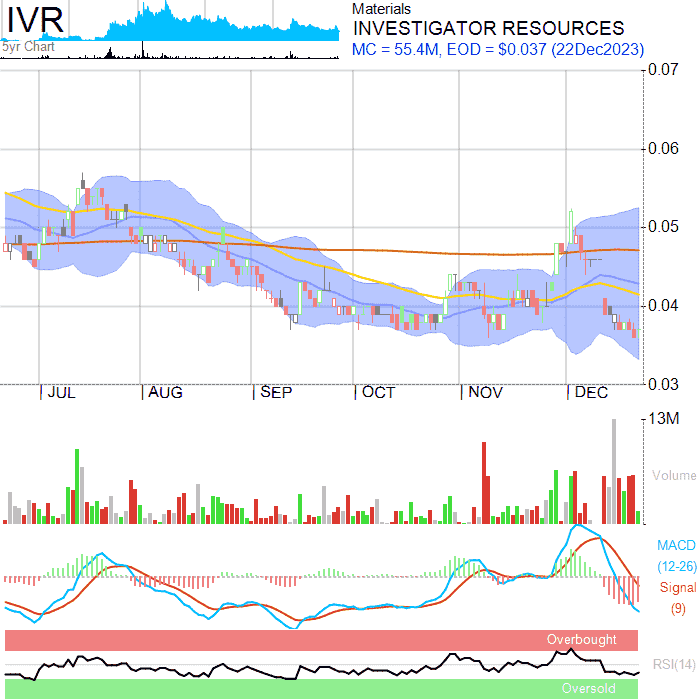 IVR
5yr Chart
Materials
INVESTIGATOR RESOURCES
MC = 55.4M, EOD = $0.037 (22Dec2023)
0.07
0.06
0.05
0.04
0.03
JUL AUG SEP OCT NOV DEC
13M
Volume
MACD
(12-26)
Signal
(9)
Overbought
RSI(14)
Oversold